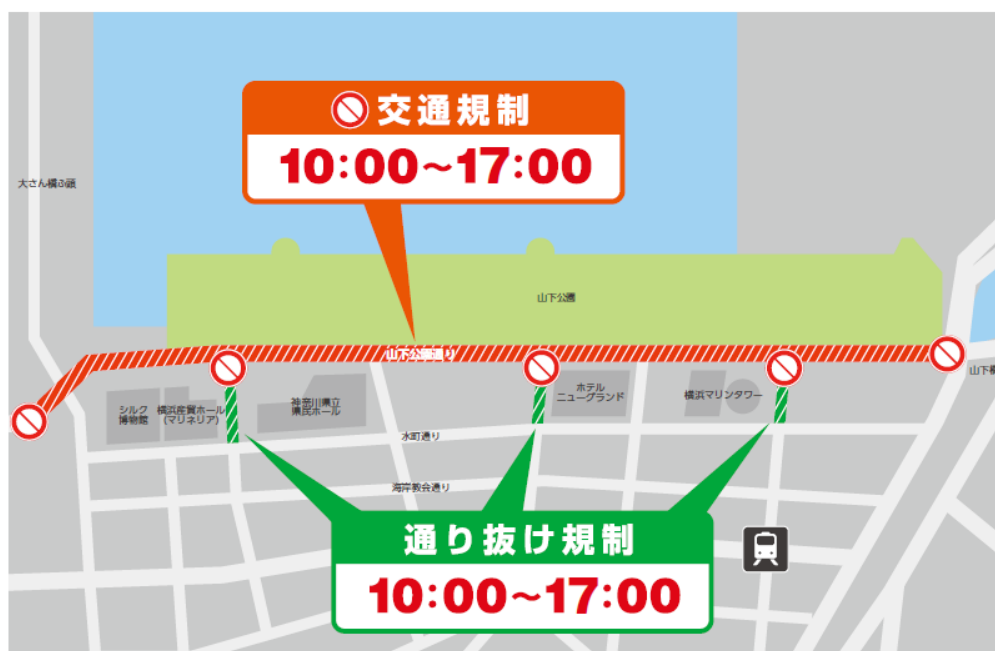 交通規制
10:00～17:00
大さん橋ふ頭
山下公園
山下公園通り
山下橋
シルク
博物館
横浜産貿ホール
(マリネリア)
神奈川県立
県民ホール
ホテル
ニューグランド
横浜マリンタワー
水町通り
海岸教会通り
通り抜け規制
10:00～17:00